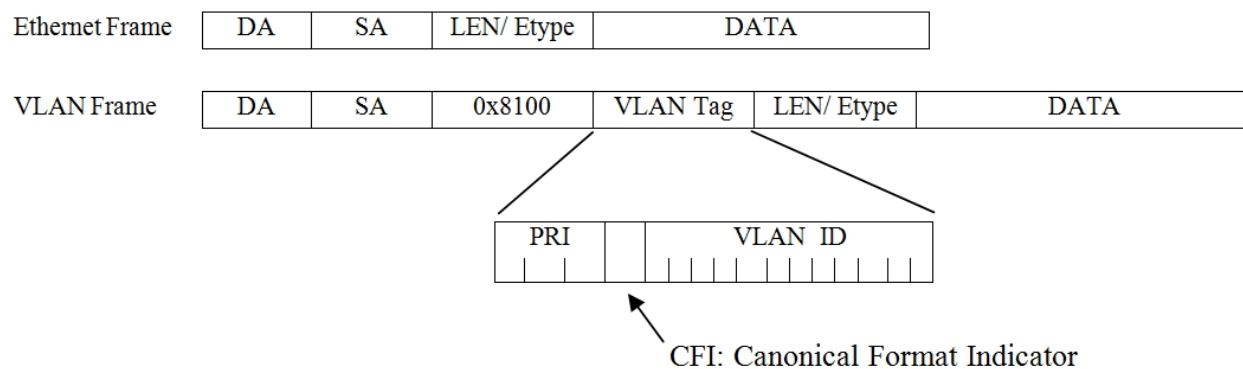 Ethernet Frame DA SA LEN/ Etype DATA
VLAN Frame DA SA 0x8100 VLAN Tag LEN/ Etype DATA
PRI VLAN ID
CFI: Canonical Format Indicator